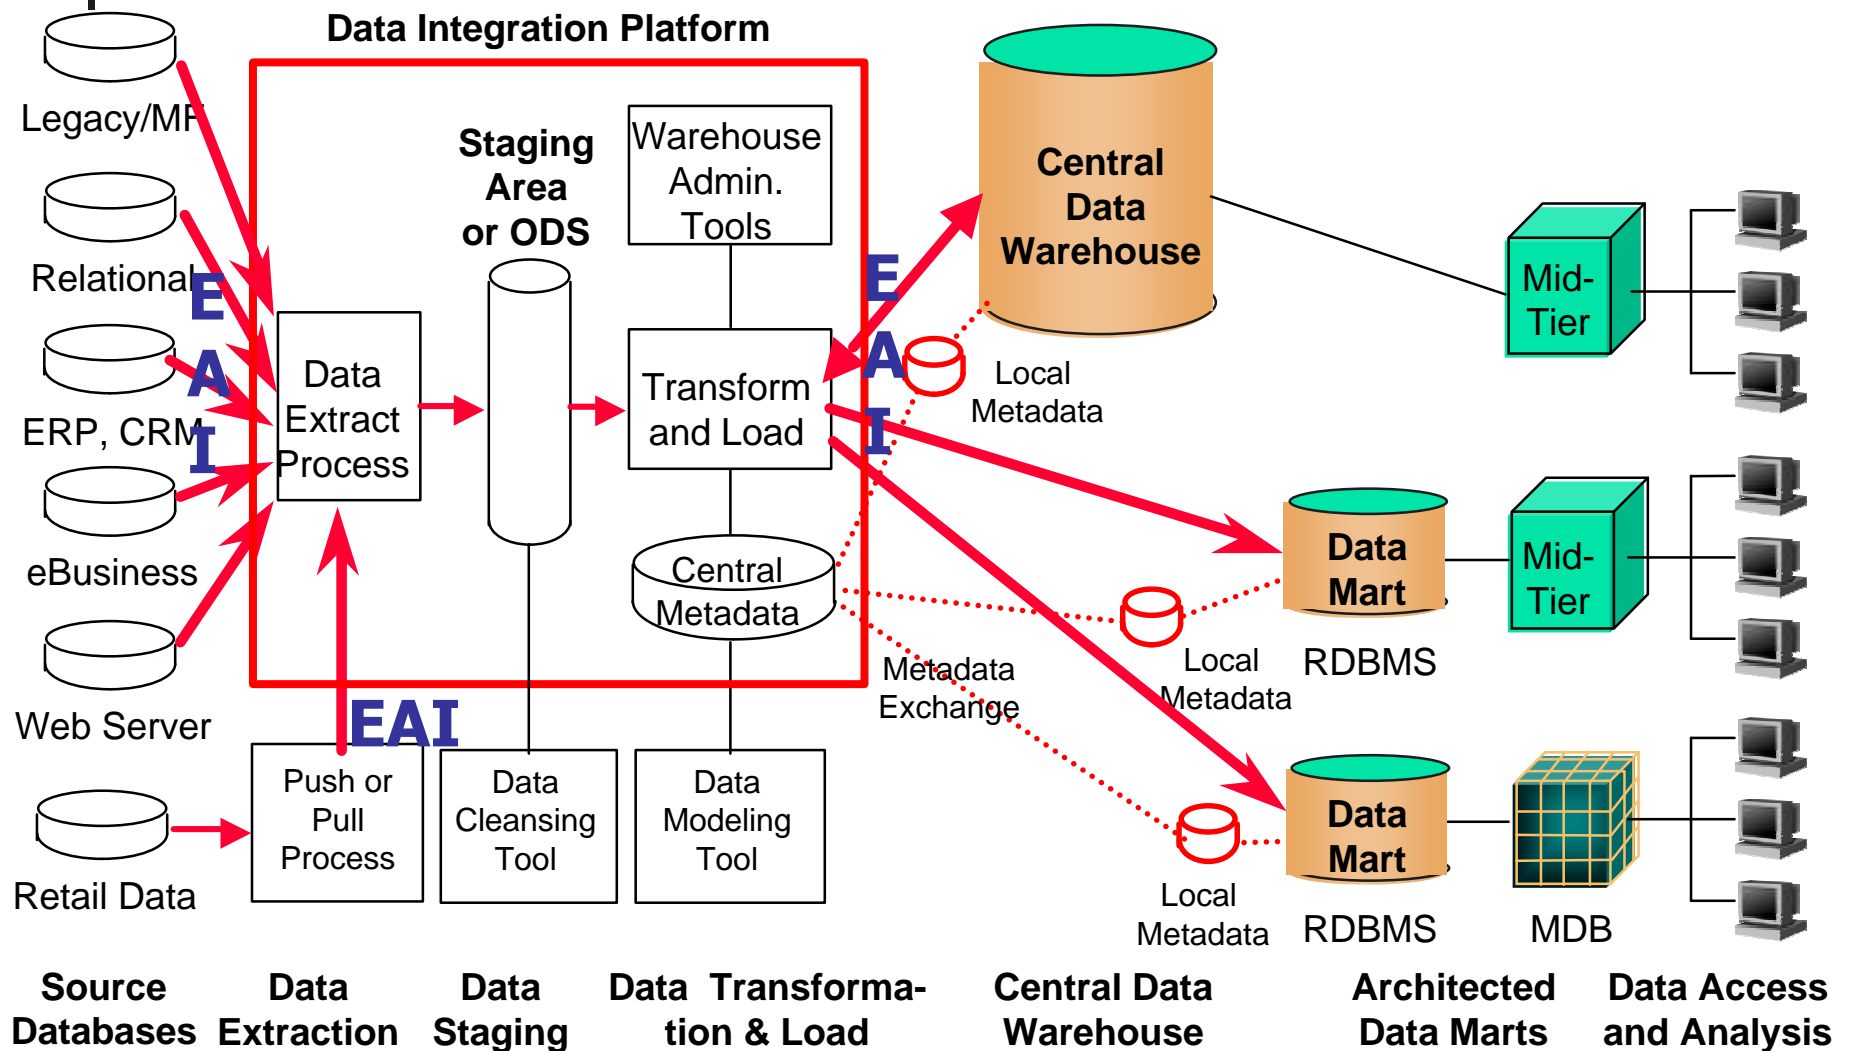 Data Integration Platform
Legacy/MF
Relational
ERP, CRM
eBusiness
Web Server
Retail Data
E
A
I
Data
Extract
Process
Staging
Area
or ODS
Warehouse
Admin.
Tools
Transform
and Load
Central
Metadata
EAI
Push or
Pull
Process
Data
Cleansing
Tool
Data
Modeling
Tool
E
A
I
Central
Data
Warehouse
Local
Metadata
Metadata
Exchange
Local
Metadata
Local
Metadata
Data
Mart
RDBMS
Data
Mart
RDBMS
Mid-
Tier
Mid-
Tier
MDB
Source
Databases
Data
Extraction
Data
Staging
Data Transforma-
tion & Load
Central Data
Warehouse
Architected
Data Marts
Data Access
and Analysis